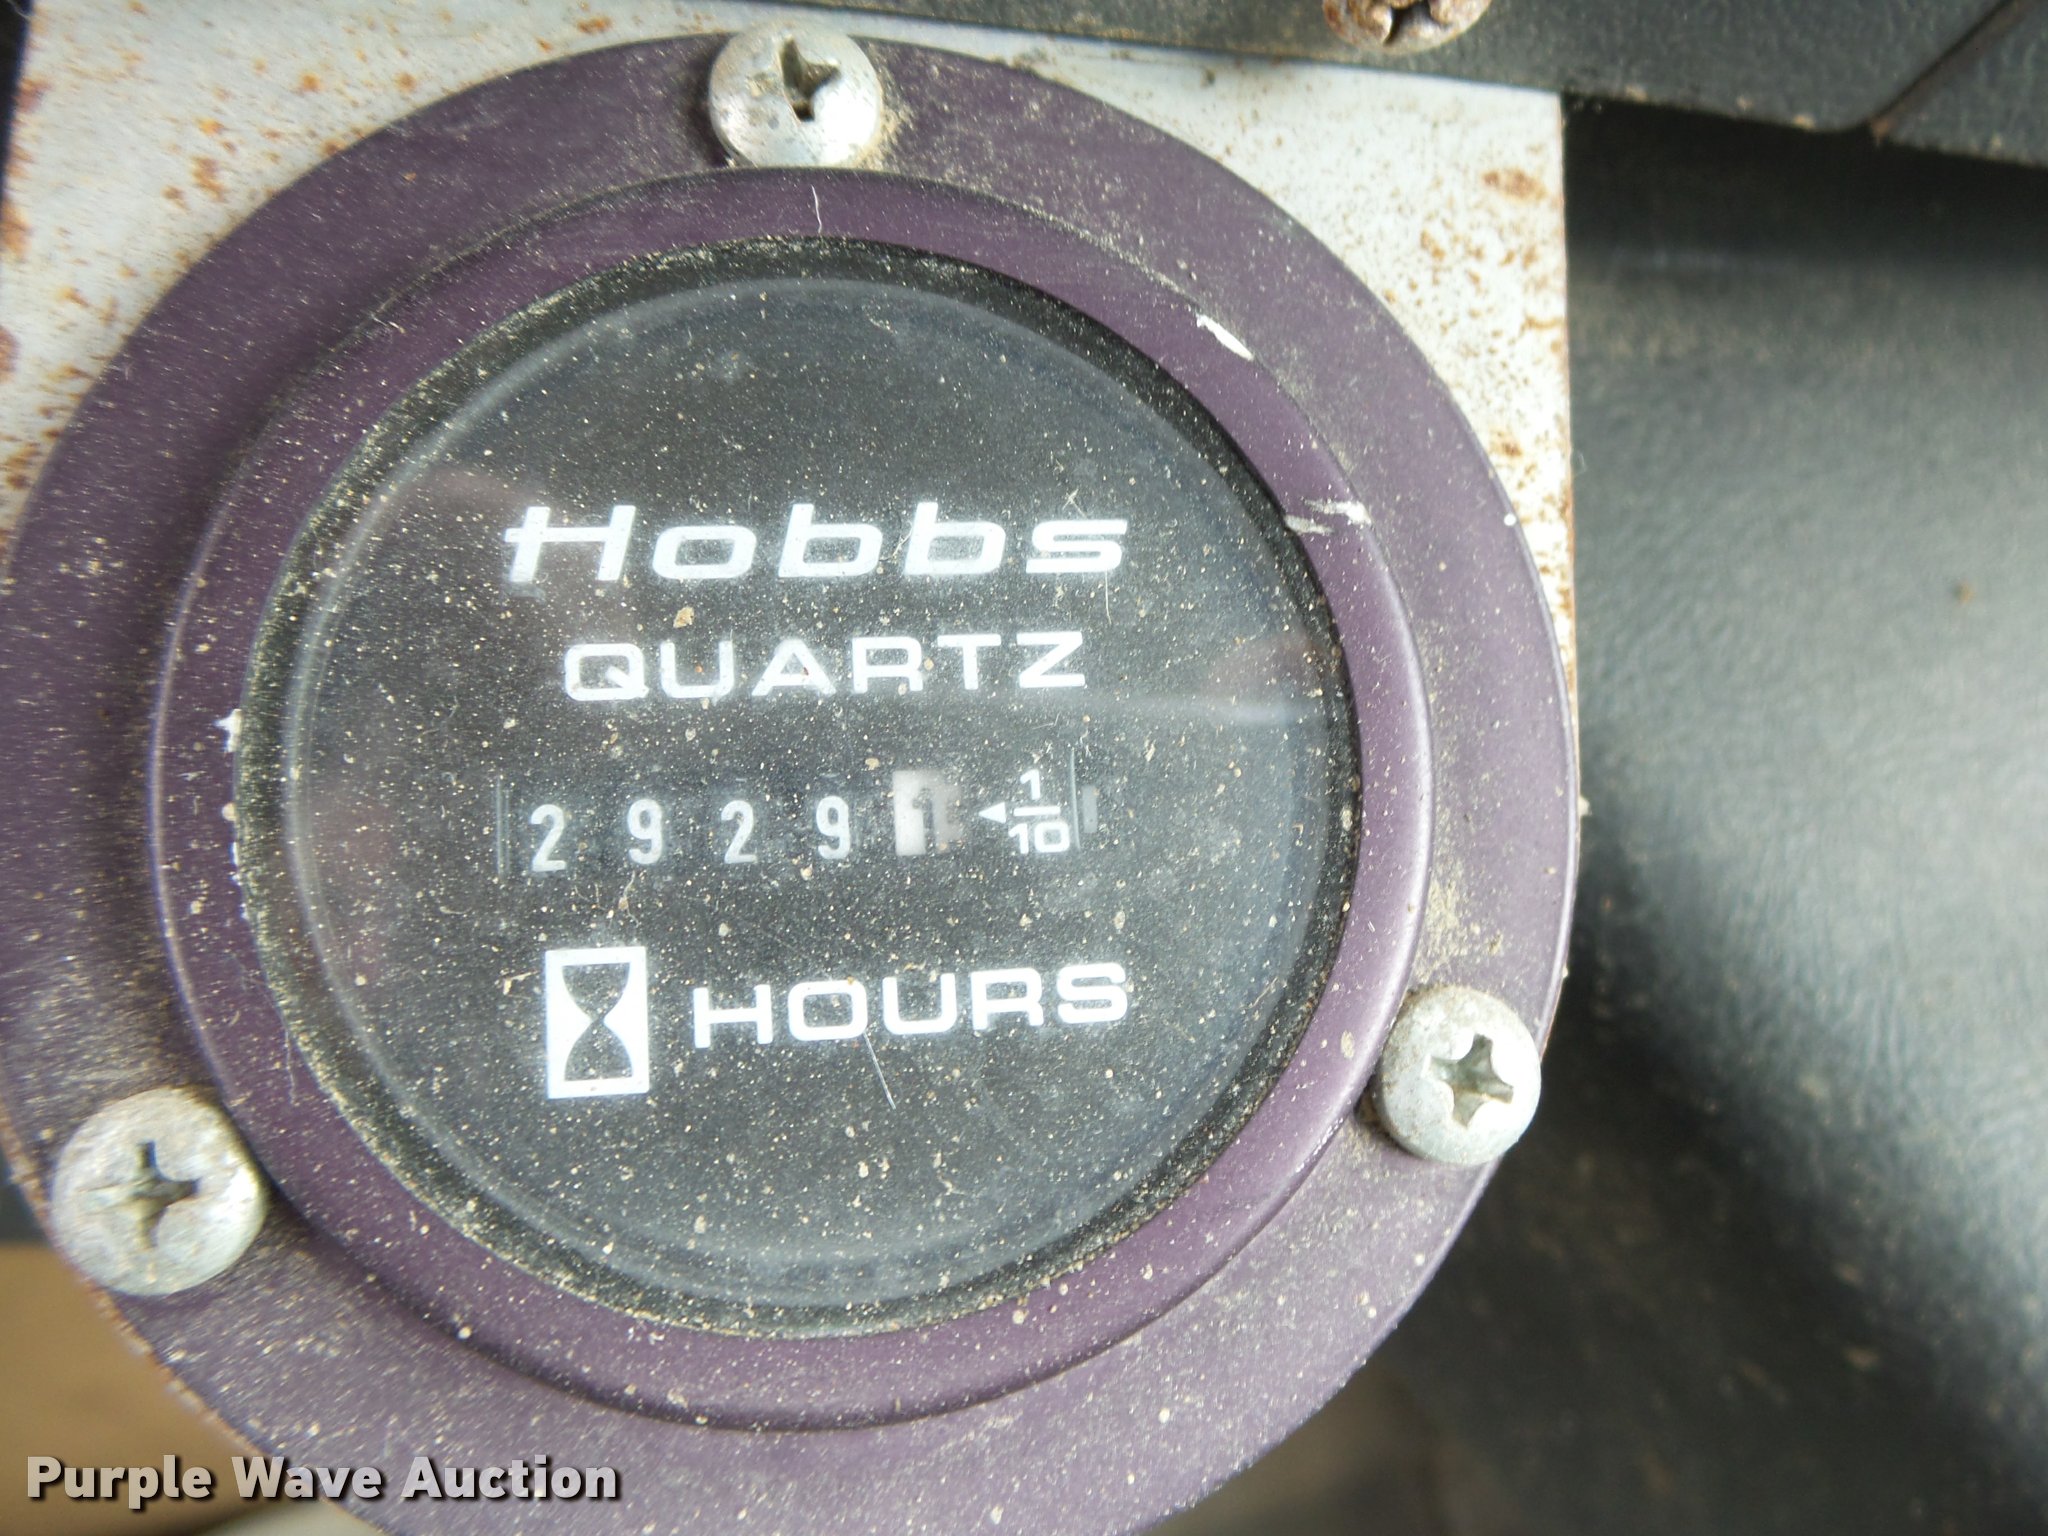 Hobbs
QUARTZ
2 9 2 9 1 ◄ 1/10
HOURS
Purple Wave Auction